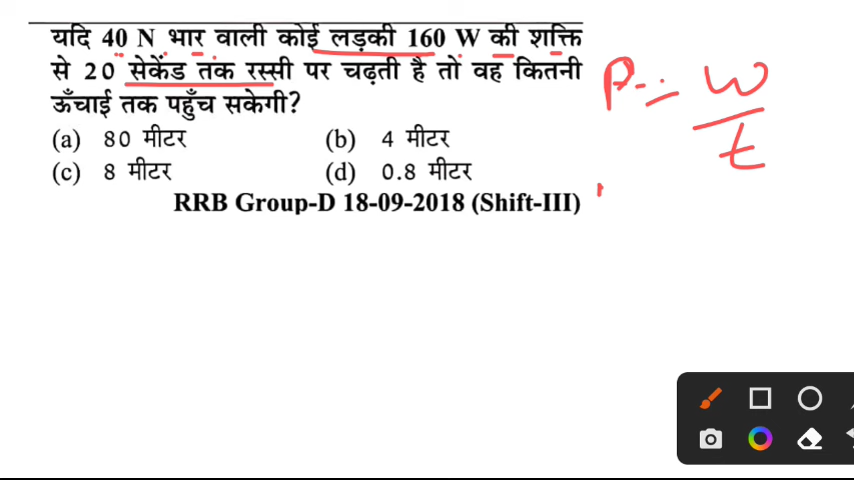 यदि 40 N भार वाली कोई लड़की 160 W की शक्ति
से 20 सेकेंड तक रस्सी पर चढ़ती है तो वह कितनी
ऊँचाई तक पहुँच सकेगी?
(a) 80 मीटर (b) 4 मीटर
(c) 8 मीटर (d) 0.8 मीटर
RRB Group-D 18-09-2018 (Shift-III)
P = W
t